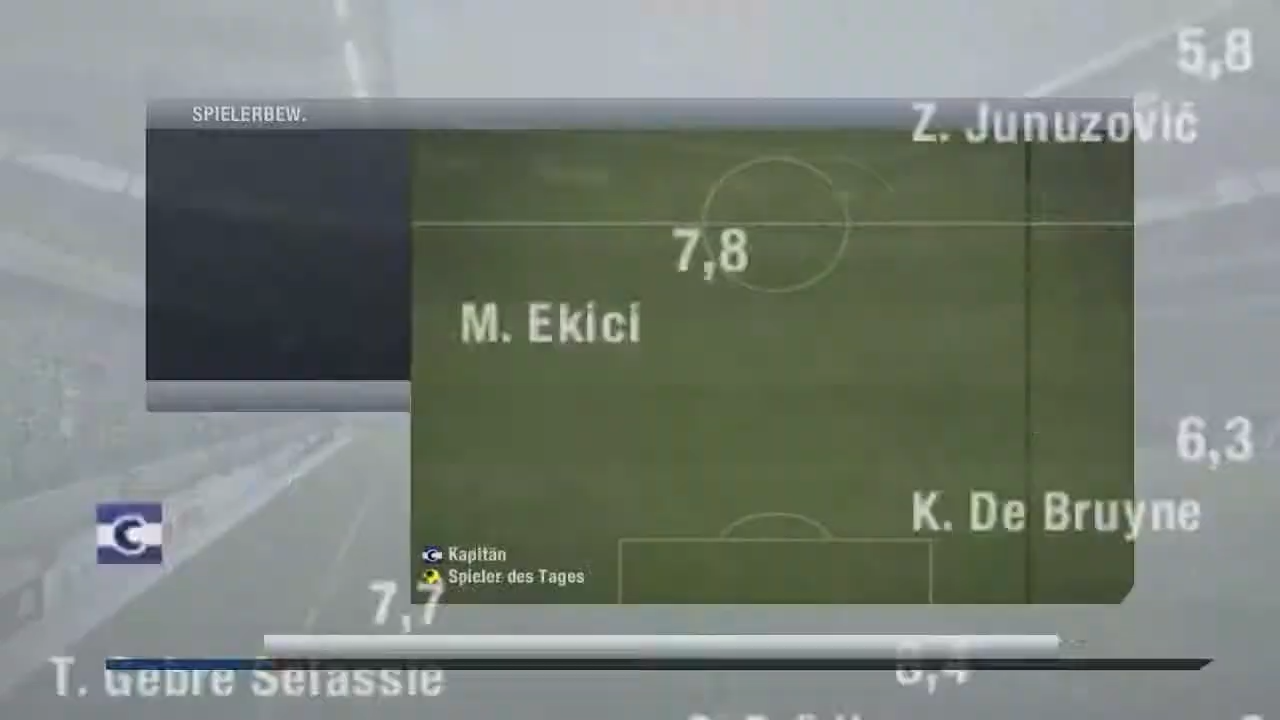 5,8
SPIELERBEW.
Z. Junuzović
7,8
M. Ekici
6,3
K. De Bruyne
C
Kapitän
Spieler des Tages
7,7
T. Gebre Selassie